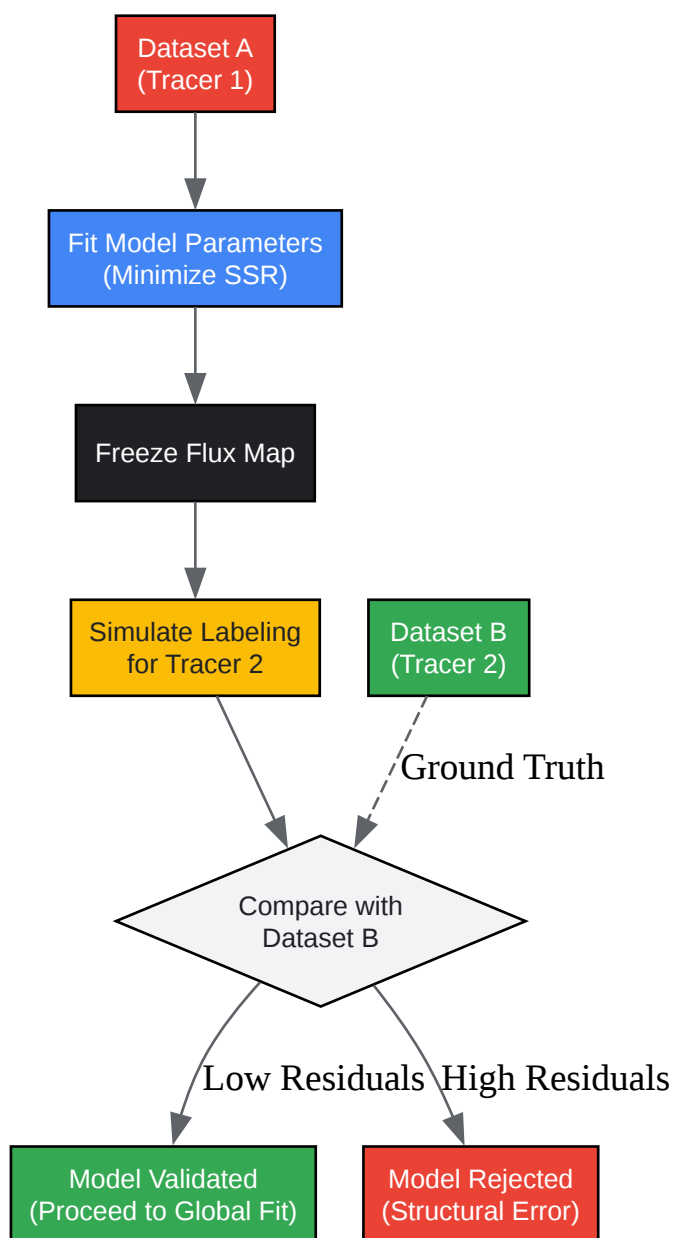 Dataset A
(Tracer 1)
Fit Model Parameters
(Minimize SSR)
Freeze Flux Map
Simulate Labeling
for Tracer 2
Dataset B
(Tracer 2)
Ground Truth
Compare with
Dataset B
Low Residuals
High Residuals
Model Validated
(Proceed to Global Fit)
Model Rejected
(Structural Error)